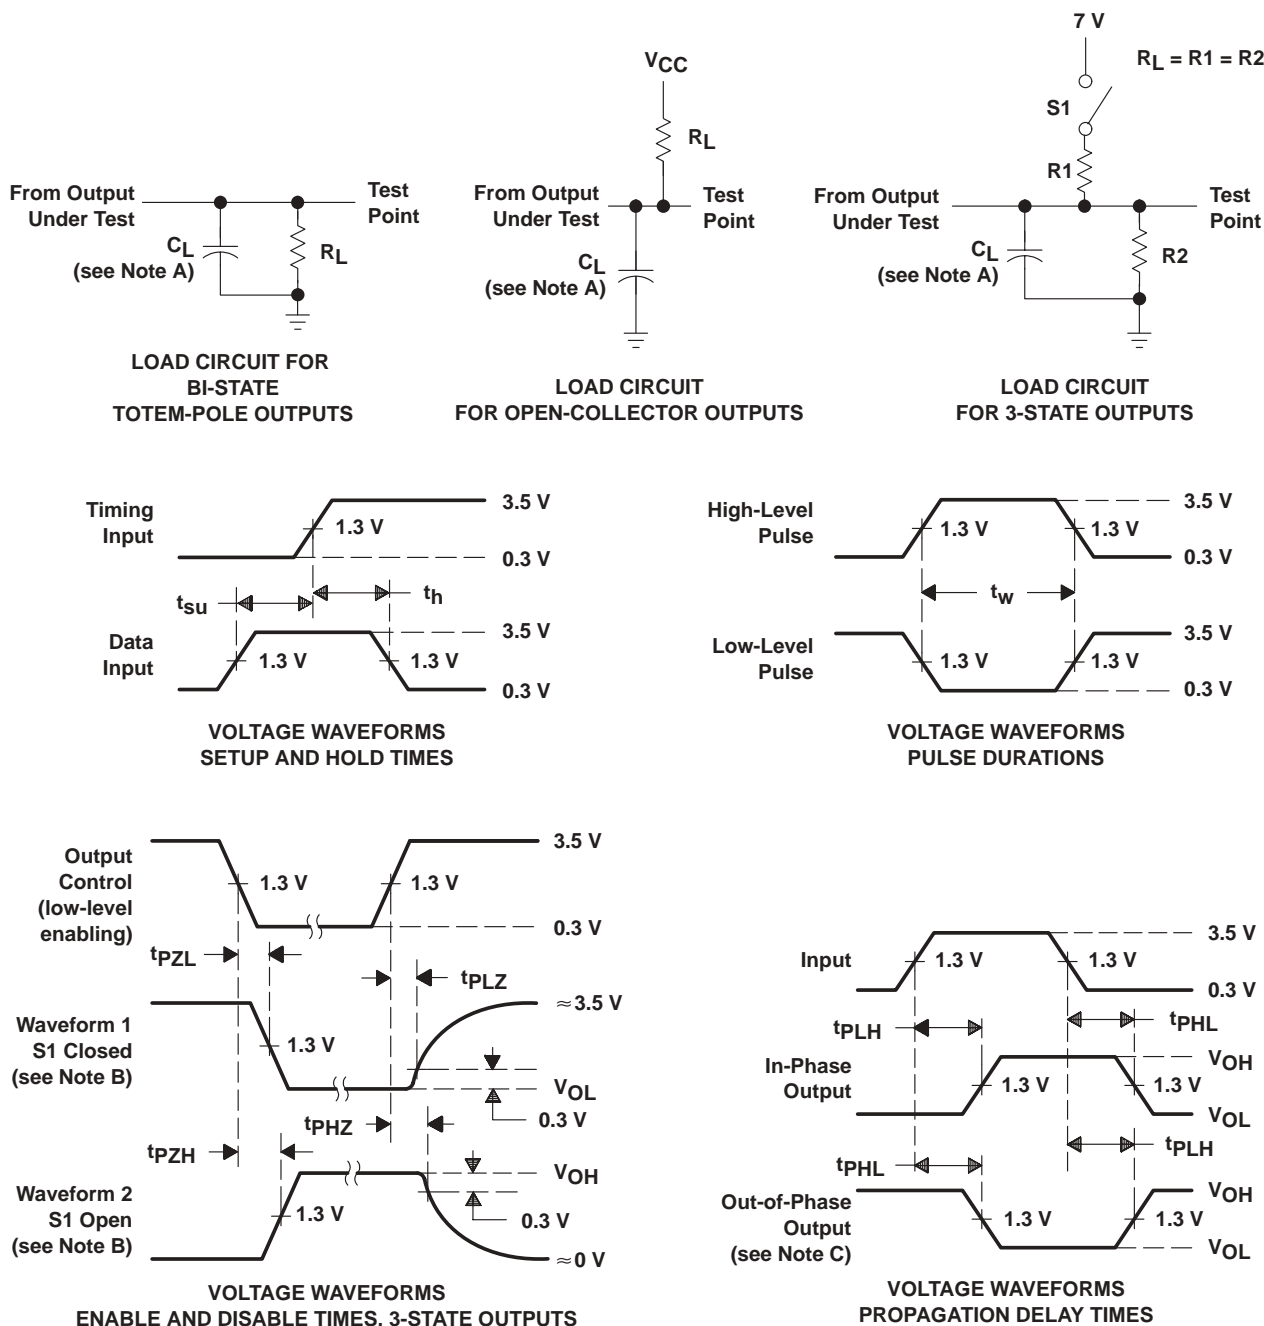 7 V
RL = R1 = R2
S1
R1
From Output
Under Test
Test
Point
CL
(see Note A)
R2
LOAD CIRCUIT
FOR 3-STATE OUTPUTS
VCC
RL
From Output
Under Test
Test
Point
CL
(see Note A)
LOAD CIRCUIT
FOR OPEN-COLLECTOR OUTPUTS
From Output
Under Test
Test
Point
CL
(see Note A)
RL
LOAD CIRCUIT FOR
BI-STATE
TOTEM-POLE OUTPUTS
Timing
Input
1.3 V
3.5 V
0.3 V
tsu
th
Data
Input
1.3 V
1.3 V
3.5 V
0.3 V
VOLTAGE WAVEFORMS
SETUP AND HOLD TIMES
High-Level
Pulse
1.3 V
1.3 V
3.5 V
0.3 V
tw
Low-Level
Pulse
1.3 V
1.3 V
3.5 V
0.3 V
VOLTAGE WAVEFORMS
PULSE DURATIONS
Output
Control
(low-level
enabling)
1.3 V
1.3 V
3.5 V
0.3 V
tPZL
tPLZ
Waveform 1
S1 Closed
(see Note B)
1.3 V
≈3.5 V
VOL
0.3 V
tPZH
tPHZ
Waveform 2
S1 Open
(see Note B)
1.3 V
VOH
0.3 V
≈0 V
VOLTAGE WAVEFORMS
ENABLE AND DISABLE TIMES, 3-STATE OUTPUTS
Input
1.3 V
1.3 V
3.5 V
0.3 V
tPLH
tPHL
In-Phase
Output
1.3 V
1.3 V
VOH
VOL
tPHL
tPLH
Out-of-Phase
Output
(see Note C)
1.3 V
1.3 V
VOH
VOL
VOLTAGE WAVEFORMS
PROPAGATION DELAY TIMES